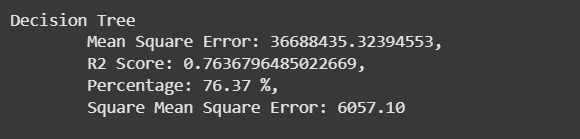 Decision Tree
Mean Square Error: 36688435.32394553,
R2 Score: 0.7636796485022669,
Percentage: 76.37 %,
Square Mean Square Error: 6057.10